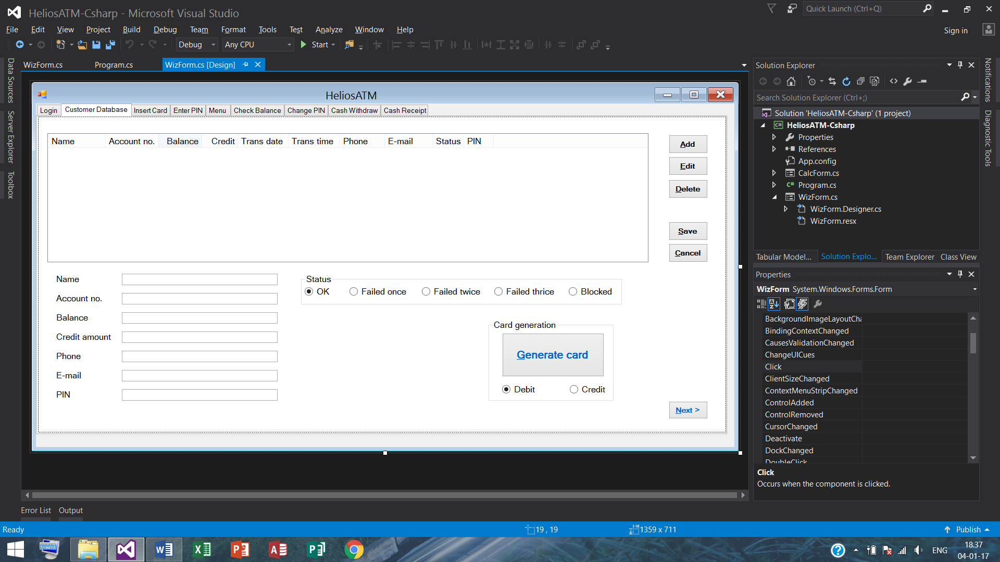 HeliosATM-Csharp - Microsoft Visual Studio
Quick Launch (Ctrl+Q)
File Edit View Project Build Debug Team Format Tools Test Analyze Window Help
Sign in
Debug Any CPU Start
WizForm.cs Program.cs WizForm.cs [Design]
Data Sources
Server Explorer
Toolbox
HeliosATM
Login Customer Database Insert Card Enter PIN Menu Check Balance Change PIN Cash Withdraw Cash Receipt
Name Account no. Balance Credit Trans date Trans time Phone E-mail Status PIN
Add
Edit
Delete
Save
Cancel
Name
Account no.
Balance
Credit amount
Phone
E-mail
PIN
Status
OK Failed once Failed twice Failed thrice Blocked
Card generation
Generate card
Debit Credit
Next >
Solution Explorer
Search Solution Explorer (Ctrl+;)
Solution 'HeliosATM-Csharp' (1 project)
HeliosATM-Csharp
Properties
References
App.config
CalcForm.cs
Program.cs
WizForm.cs
WizForm.Designer.cs
WizForm.resx
Tabular Model... Solution Explo... Team Explorer Class View
Properties
WizForm System.Windows.Forms.Form
BackgroundImageLayoutCha
BindingContextChanged
CausesValidationChanged
ChangeUICues
Click
ClientSizeChanged
ContextMenuStripChanged
ControlAdded
ControlRemoved
CursorChanged
Deactivate
DockChanged
DoubleClick
Click
Occurs when the component is clicked.
Notifications
Diagnostic Tools
Error List Output
Ready 19 , 19 1359 x 711 Publish
ENG
18.37
04-01-17